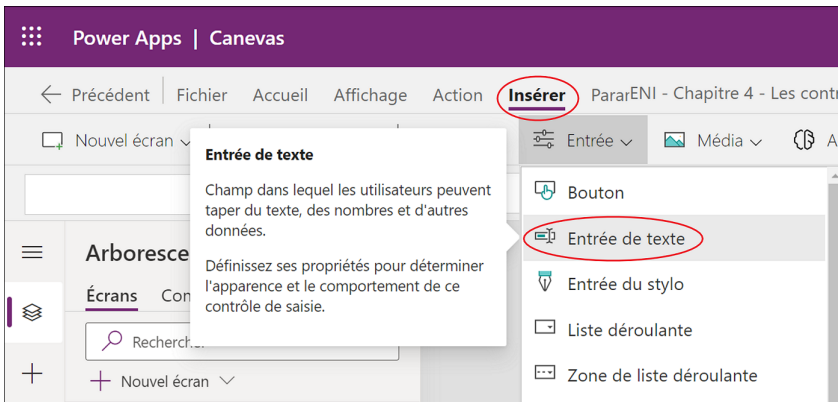 Power Apps | Canevas
Précédent Fichier Accueil Affichage Action Insérer ENI - Chapitre 4 - Les
Nouvel écran Entrée Média
Entrée de texte
Champ dans lequel les utilisateurs peuvent
taper du texte, des nombres et d'autres
données.
Définissez ses propriétés pour déterminer
l'apparence et le comportement de ce
contrôle de saisie.
Bouton
Entrée de texte
Entrée du stylo
Liste déroulante
Zone de liste déroulante
Arboresce
Écrans Con
Recherche
Nouvel écran